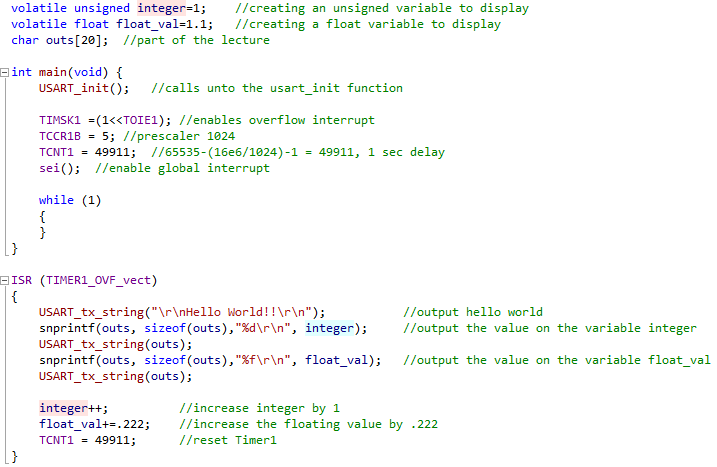 volatile unsigned integer=1;    //creating an unsigned variable to display
volatile float float_val=1.1;   //creating a float variable to display
char outs[20];  //part of the lecture
int main(void) {
    USART_init();   //calls unto the usart_init function
    TIMSK1 =(1<<TOIE1); //enables overflow interrupt
    TCCR1B = 5; //prescaler 1024
    TCNT1 = 49911;  //65535-(16e6/1024)-1 = 49911, 1 sec delay
    sei();  //enable global interrupt
    while (1)
    {
    }
}
ISR (TIMER1_OVF_vect)
{
    USART_tx_string("\r\nHello World!!\r\n");           //output hello world
    snprintf(outs, sizeof(outs),"%d\r\n", integer);     //output the value on the variable integer
    USART_tx_string(outs);
    snprintf(outs, sizeof(outs),"%f\r\n", float_val);   //output the value on the variable float_val
    USART_tx_string(outs);
    integer++;          //increase integer by 1
    float_val+=.222;    //increase the floating value by .222
    TCNT1 = 49911;      //reset Timer1
}